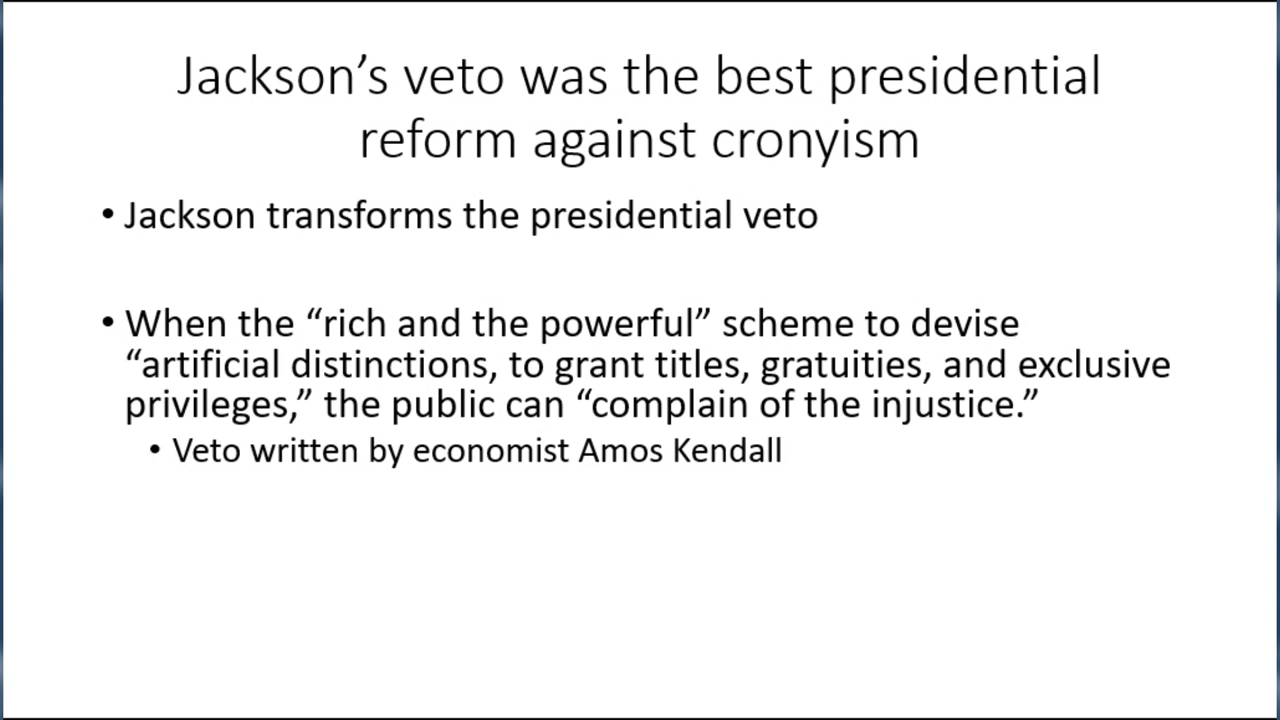 Jackson’s veto was the best presidential
reform against cronyism
• Jackson transforms the presidential veto
• When the “rich and the powerful” scheme to devise
“artificial distinctions, to grant titles, gratuities, and exclusive
privileges,” the public can “complain of the injustice.”
• Veto written by economist Amos Kendall